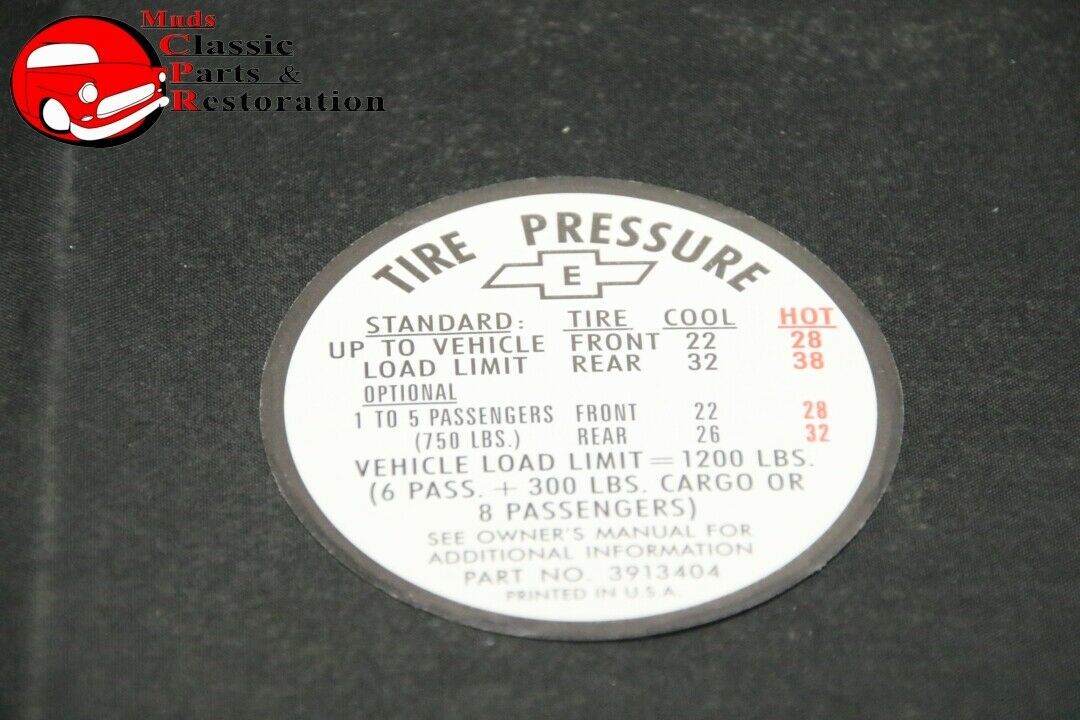 Muds
Classic
Parts &
Restoration
TIRE PRESSURE
E
STANDARD: TIRE COOL HOT
UP TO VEHICLE FRONT 22 28
LOAD LIMIT REAR 32 38
OPTIONAL
1 TO 5 PASSENGERS FRONT 22 28
(750 LBS.) REAR 26 32
VEHICLE LOAD LIMIT = 1200 LBS.
(6 PASS. + 300 LBS. CARGO OR
8 PASSENGERS)
SEE OWNER'S MANUAL FOR
ADDITIONAL INFORMATION
PART NO. 3913404
PRINTED IN U.S.A.